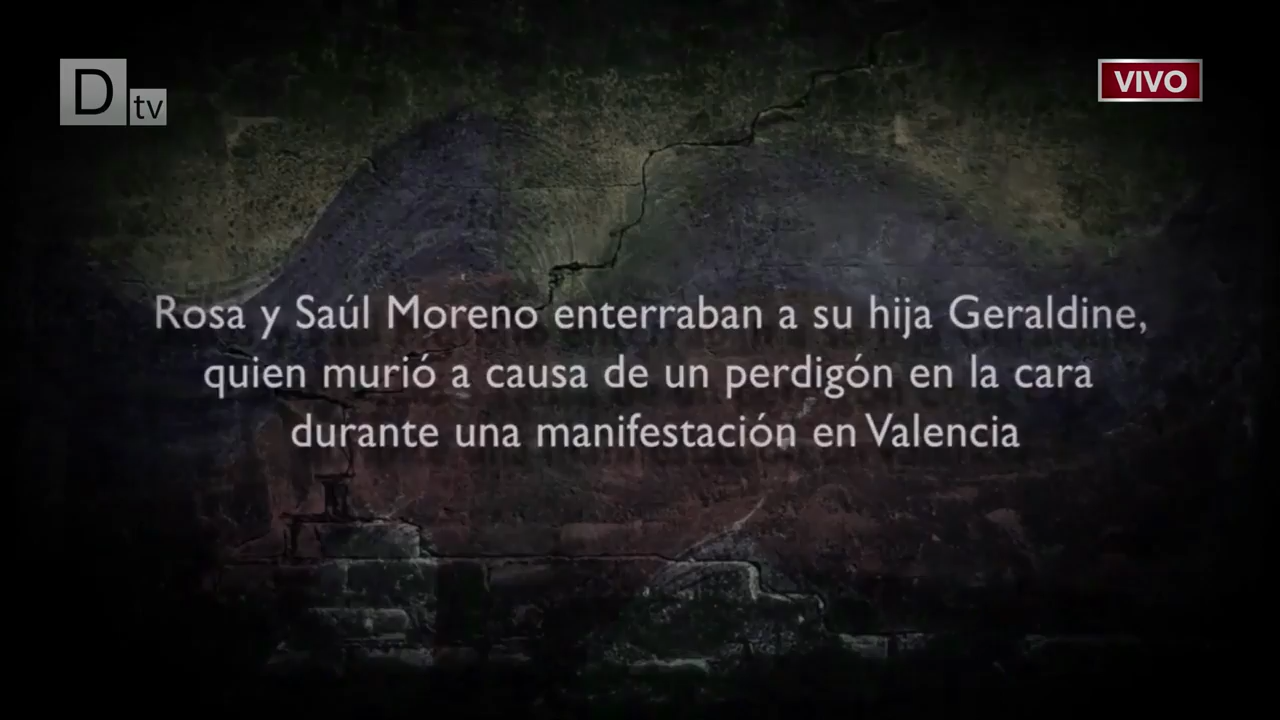 D tv
VIVO
Rosa y Saúl Moreno enterraban a su hija Geraldine,
quien murió a causa de un perdigón en la cara
durante una manifestación en Valencia